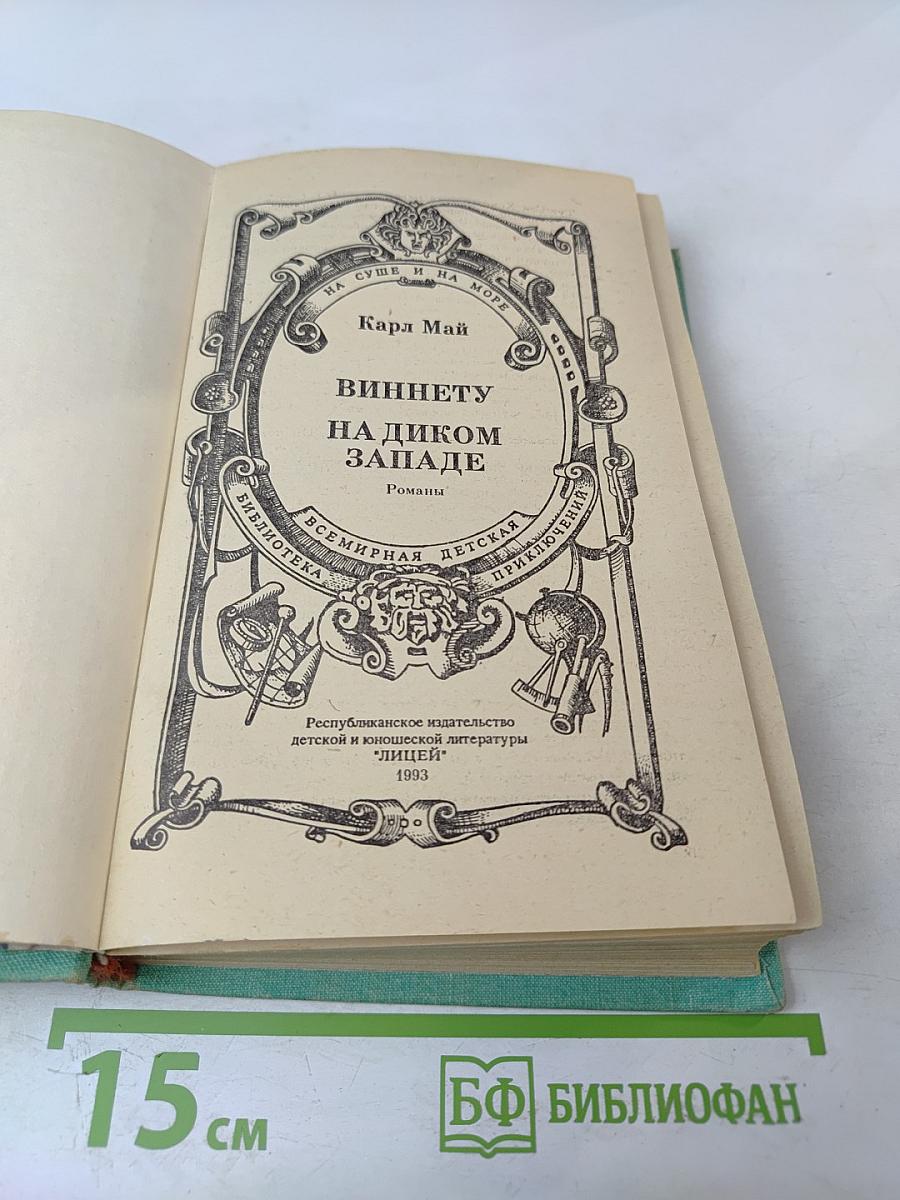 НА СУШЕ И НА МОРЕ
Карл Май
ВИННЕТУ
НА ДИКОМ
ЗАПАДЕ
Романы
ВСЕМИРНАЯ ДЕТСКАЯ
БИБЛИОТЕКА ПРИКЛЮЧЕНИЙ
Республиканское издательство
детской и юношеской литературы
"ЛИЦЕЙ"
1993
15 см
БФ БИБЛИОФАН